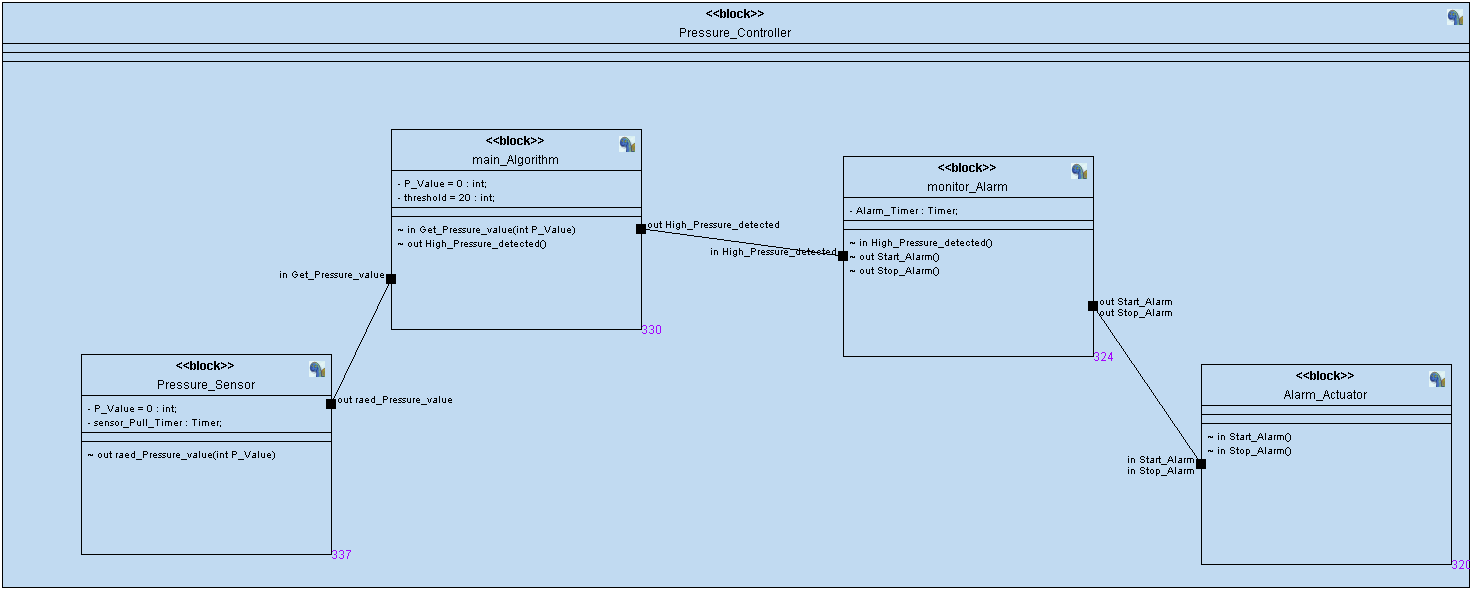 <<block>>
Pressure_Controller
<<block>>
main_Algorithm
- P_Value = 0 : int;
- threshold = 20 : int;
~ in Get_Pressure_value(int P_Value)
~ out High_Pressure_detected()
in Get_Pressure_value
out High_Pressure_detected
330
<<block>>
monitor_Alarm
- Alarm_Timer : Timer;
in High_Pressure_detected
~ in High_Pressure_detected()
~ out Start_Alarm()
~ out Stop_Alarm()
out Start_Alarm
out Stop_Alarm
324
<<block>>
Pressure_Sensor
- P_Value = 0 : int;
- sensor_Pull_Timer : Timer;
~ out raed_Pressure_value(int P_Value)
out raed_Pressure_value
337
<<block>>
Alarm_Actuator
~ in Start_Alarm()
~ in Stop_Alarm()
in Start_Alarm
in Stop_Alarm
320